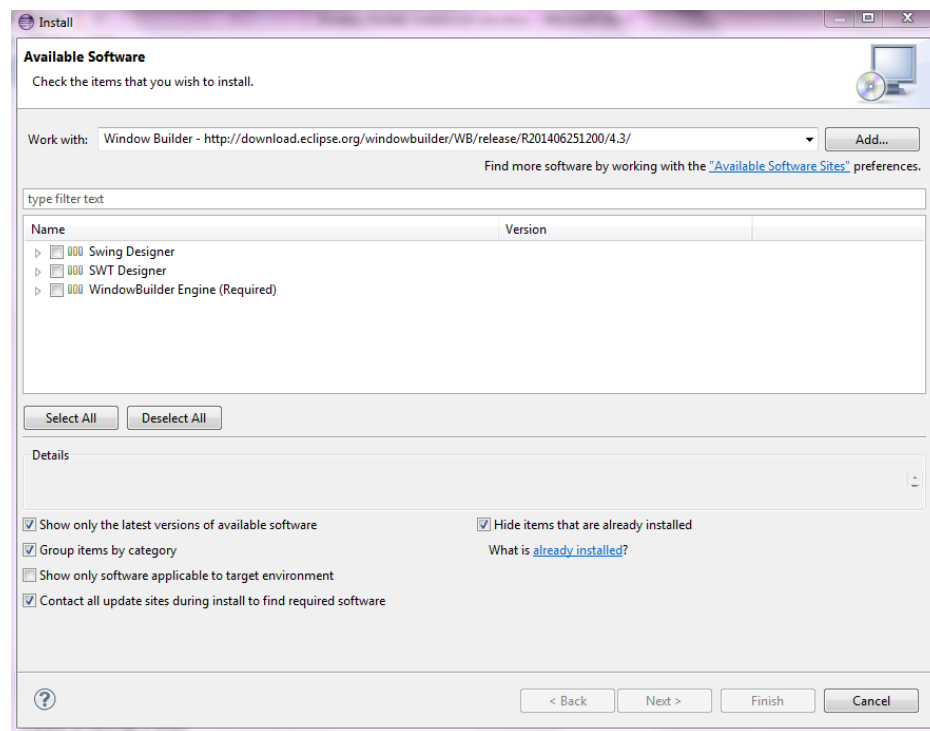 Install
Available Software
Check the items that you wish to install.
Work with: Window Builder - http://download.eclipse.org/windowbuilder/WB/release/R201406251200/4.3/ Add...
Find more software by working with the "Available Software Sites" preferences.
type filter text
Name Version
Swing Designer
SWT Designer
WindowBuilder Engine (Required)
Select All Deselect All
Details
Show only the latest versions of available software Hide items that are already installed
Group items by category What is already installed?
Show only software applicable to target environment
Contact all update sites during install to find required software
? < Back Next > Finish Cancel